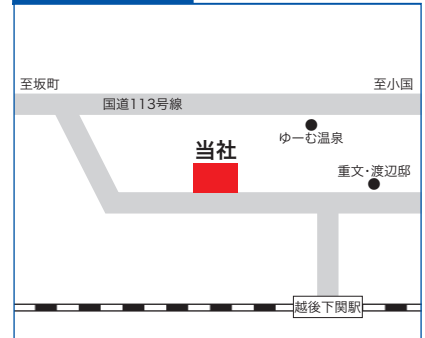 至坂町
至小国
国道113号線
ゆーむ温泉
当社
重文・渡辺邸
越後下関駅